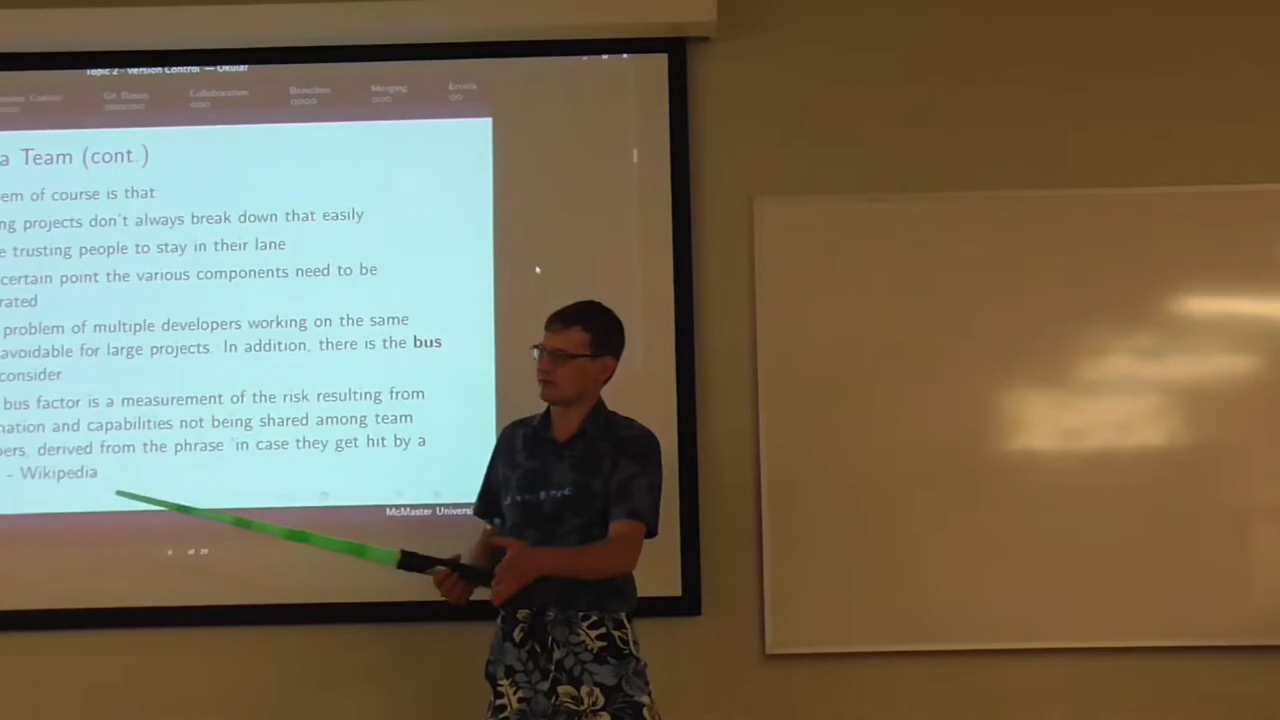 Topic 2 - Version Control — Okular
Git Basics Collaboration Branches Merging Errata
a Team (cont.)
em of course is that:
ng projects don't always break down that easily
e trusting people to stay in their lane
certain point the various components need to be
rated
problem of multiple developers working on the same
avoidable for large projects. In addition, there is the bus
consider
bus factor is a measurement of the risk resulting from
mation and capabilities not being shared among team
bers, derived from the phrase "in case they get hit by a
- Wikipedia
McMaster Universi
of 29